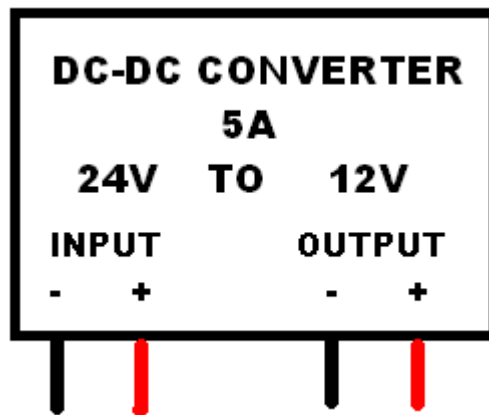 DC-DC CONVERTER
5A
24V TO 12V
INPUT OUTPUT
- + - +